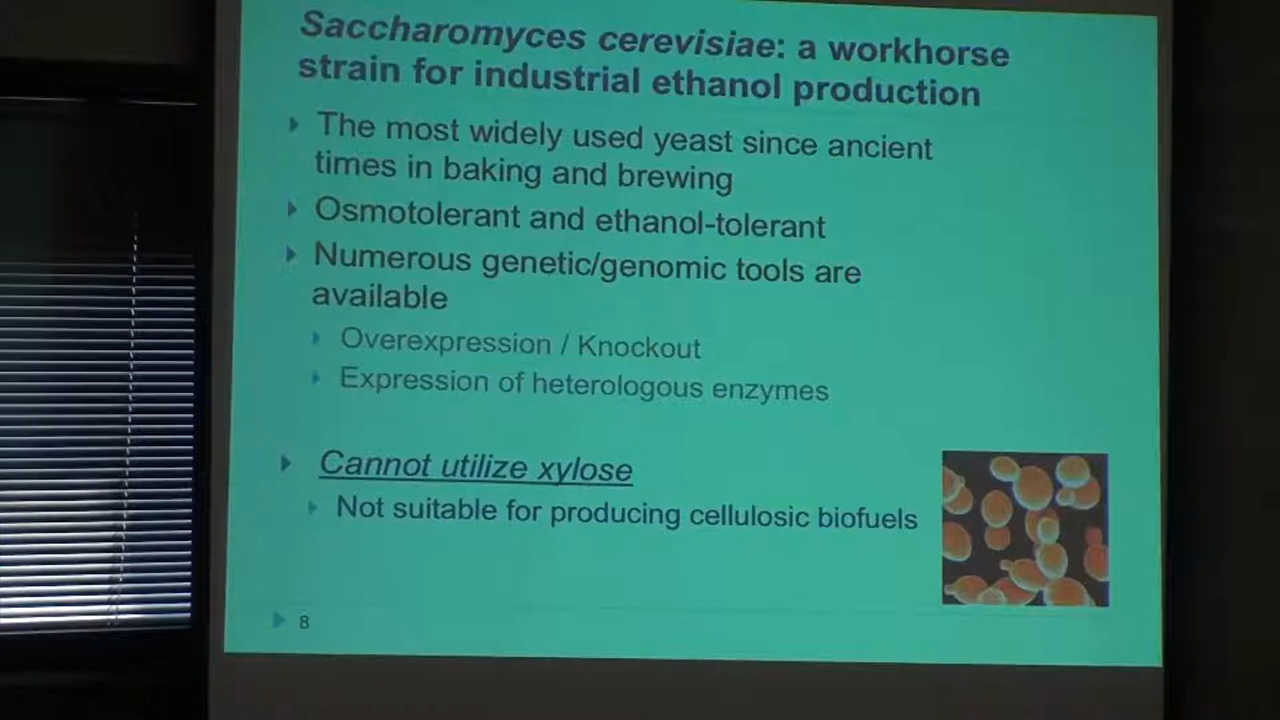 Saccharomyces cerevisiae: a workhorse
strain for industrial ethanol production
The most widely used yeast since ancient
times in baking and brewing
Osmotolerant and ethanol-tolerant
Numerous genetic/genomic tools are
available
Overexpression / Knockout
Expression of heterologous enzymes
Cannot utilize xylose
Not suitable for producing cellulosic biofuels
8